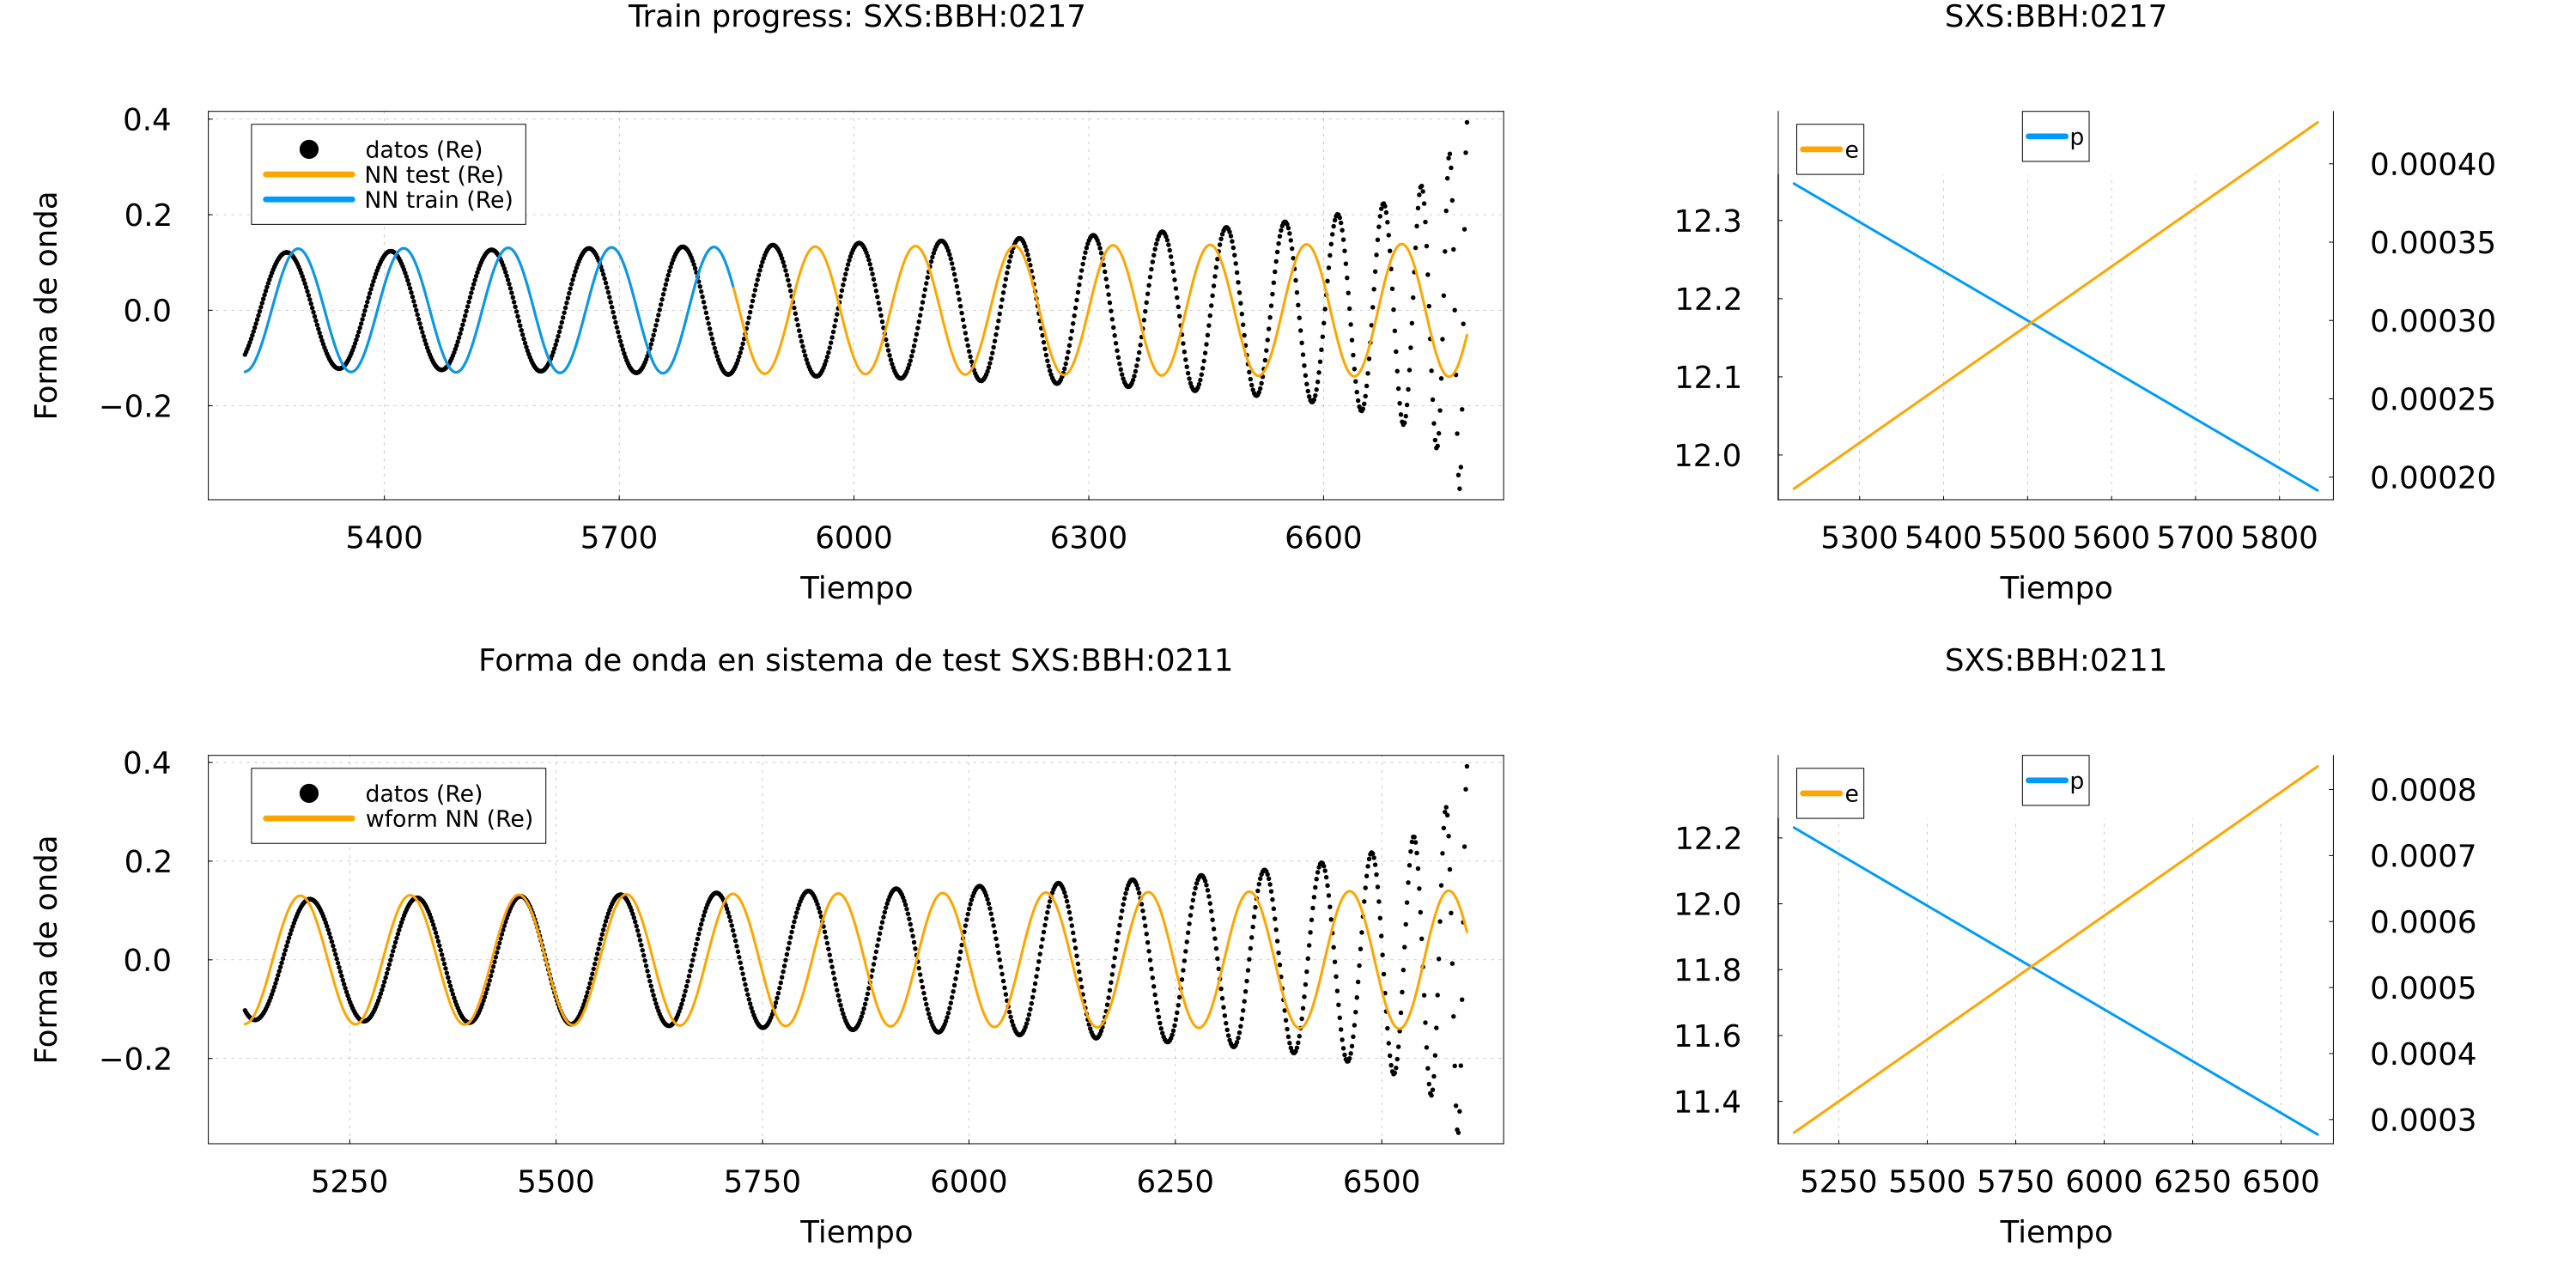 Train progress: SXS:BBH:0217
datos (Re)
NN test (Re)
NN train (Re)
0.4
0.2
0.0
−0.2
Forma de onda
5400 5700 6000 6300 6600
Tiempo
SXS:BBH:0217
e
p
12.3
12.2
12.1
12.0
0.00040
0.00035
0.00030
0.00025
0.00020
5300 5400 5500 5600 5700 5800
Tiempo
Forma de onda en sistema de test SXS:BBH:0211
datos (Re)
wform NN (Re)
0.4
0.2
0.0
−0.2
Forma de onda
5250 5500 5750 6000 6250 6500
Tiempo
SXS:BBH:0211
e
p
12.2
12.0
11.8
11.6
11.4
0.0008
0.0007
0.0006
0.0005
0.0004
0.0003
5250 5500 5750 6000 6250 6500
Tiempo